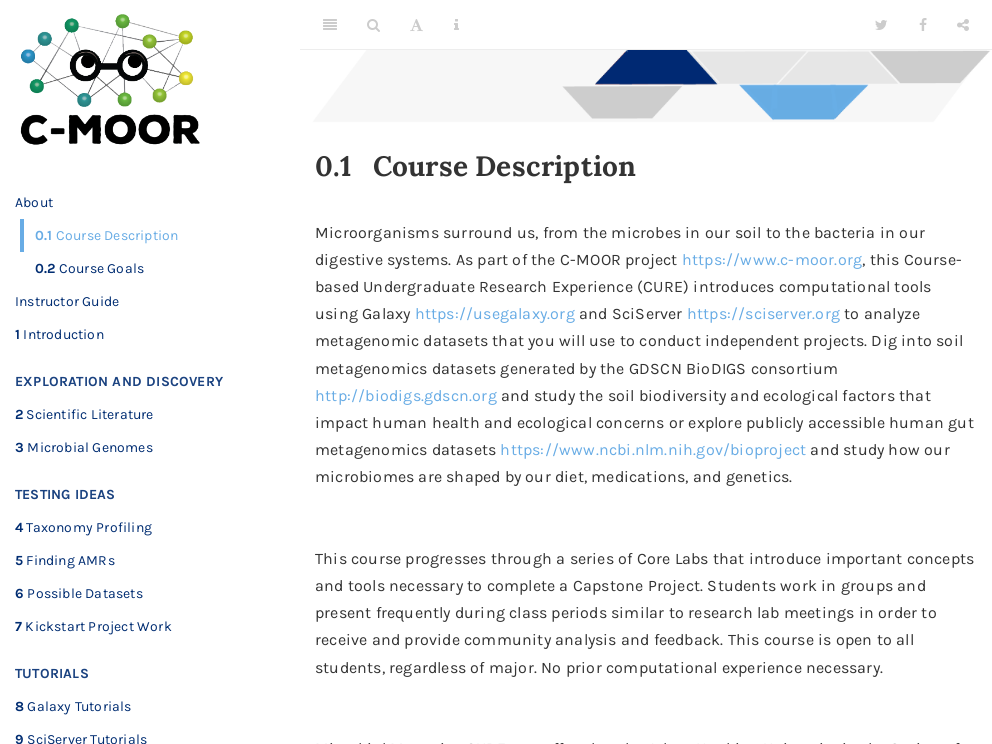 C-MOOR
About
0.1 Course Description
0.2 Course Goals
Instructor Guide
1 Introduction
EXPLORATION AND DISCOVERY
2 Scientific Literature
3 Microbial Genomes
TESTING IDEAS
4 Taxonomy Profiling
5 Finding AMRs
6 Possible Datasets
7 Kickstart Project Work
TUTORIALS
8 Galaxy Tutorials
9 SciServer Tutorials
A
i
0.1 Course Description
Microorganisms surround us, from the microbes in our soil to the bacteria in our
digestive systems. As part of the C-MOOR project https://www.c-moor.org, this Course-
based Undergraduate Research Experience (CURE) introduces computational tools
using Galaxy https://usegalaxy.org and SciServer https://sciserver.org to analyze
metagenomic datasets that you will use to conduct independent projects. Dig into soil
metagenomics datasets generated by the GDSCN BioDIGS consortium
http://biodigs.gdscn.org and study the soil biodiversity and ecological factors that
impact human health and ecological concerns or explore publicly accessible human gut
metagenomics datasets https://www.ncbi.nlm.nih.gov/bioproject and study how our
microbiomes are shaped by our diet, medications, and genetics.
This course progresses through a series of Core Labs that introduce important concepts
and tools necessary to complete a Capstone Project. Students work in groups and
present frequently during class periods similar to research lab meetings in order to
receive and provide community analysis and feedback. This course is open to all
students, regardless of major. No prior computational experience necessary.